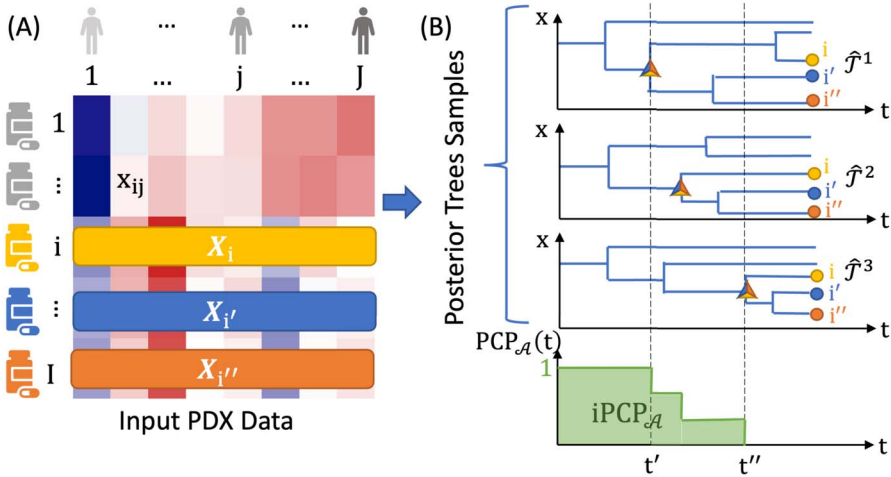 (A)
... ...
1 ... j ... J
1
⋮ x_ij
i X_i
⋮ X_i′
I X_i′′
Input PDX Data
(B)
Posterior Trees Samples
x
i
i′
i′′
𝒯̂¹
t
x
i
i′
i′′
𝒯̂²
t
x
i
i′
i′′
𝒯̂³
t
PCP_𝒜(t)
1
iPCP_𝒜
t′ t′′
t